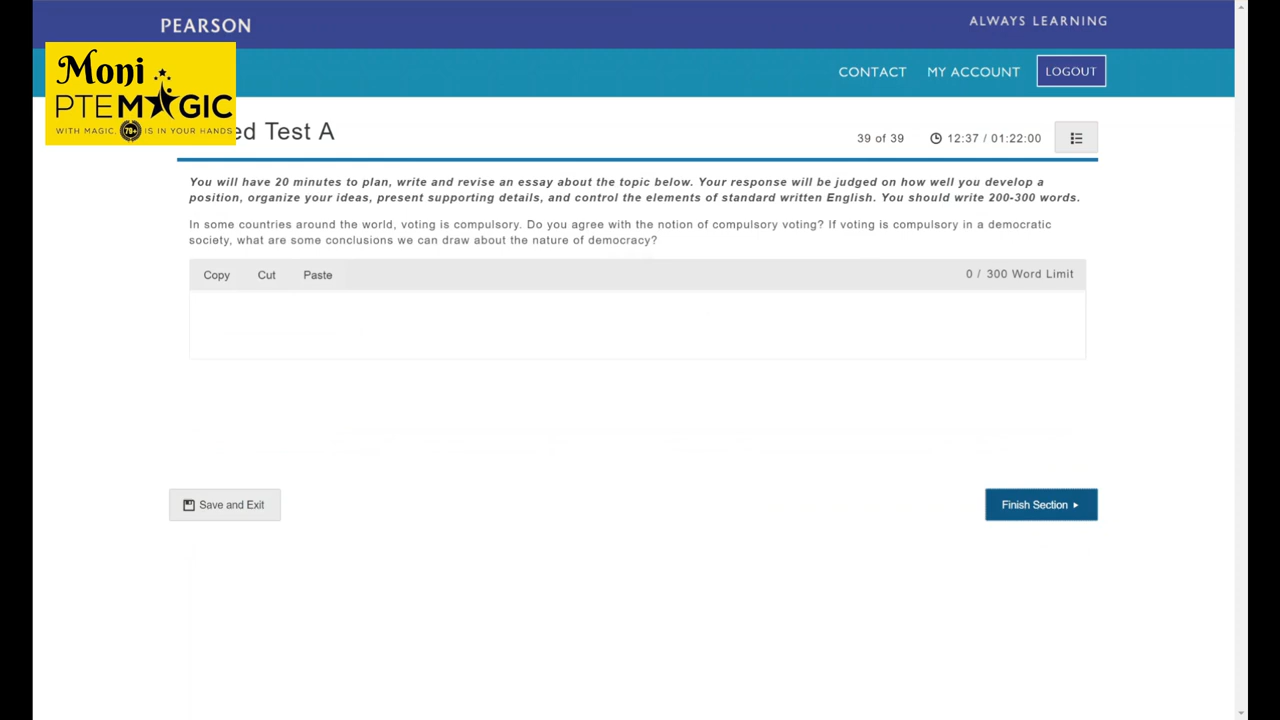 PEARSON
ALWAYS LEARNING
CONTACT
MY ACCOUNT
LOGOUT
Moni
PTEMAGIC
WITH MAGIC. 79+ IS IN YOUR HANDS
ed Test A
39 of 39
12:37 / 01:22:00
You will have 20 minutes to plan, write and revise an essay about the topic below. Your response will be judged on how well you develop a
position, organize your ideas, present supporting details, and control the elements of standard written English. You should write 200-300 words.
In some countries around the world, voting is compulsory. Do you agree with the notion of compulsory voting? If voting is compulsory in a democratic
society, what are some conclusions we can draw about the nature of democracy?
Copy
Cut
Paste
0 / 300 Word Limit
Save and Exit
Finish Section